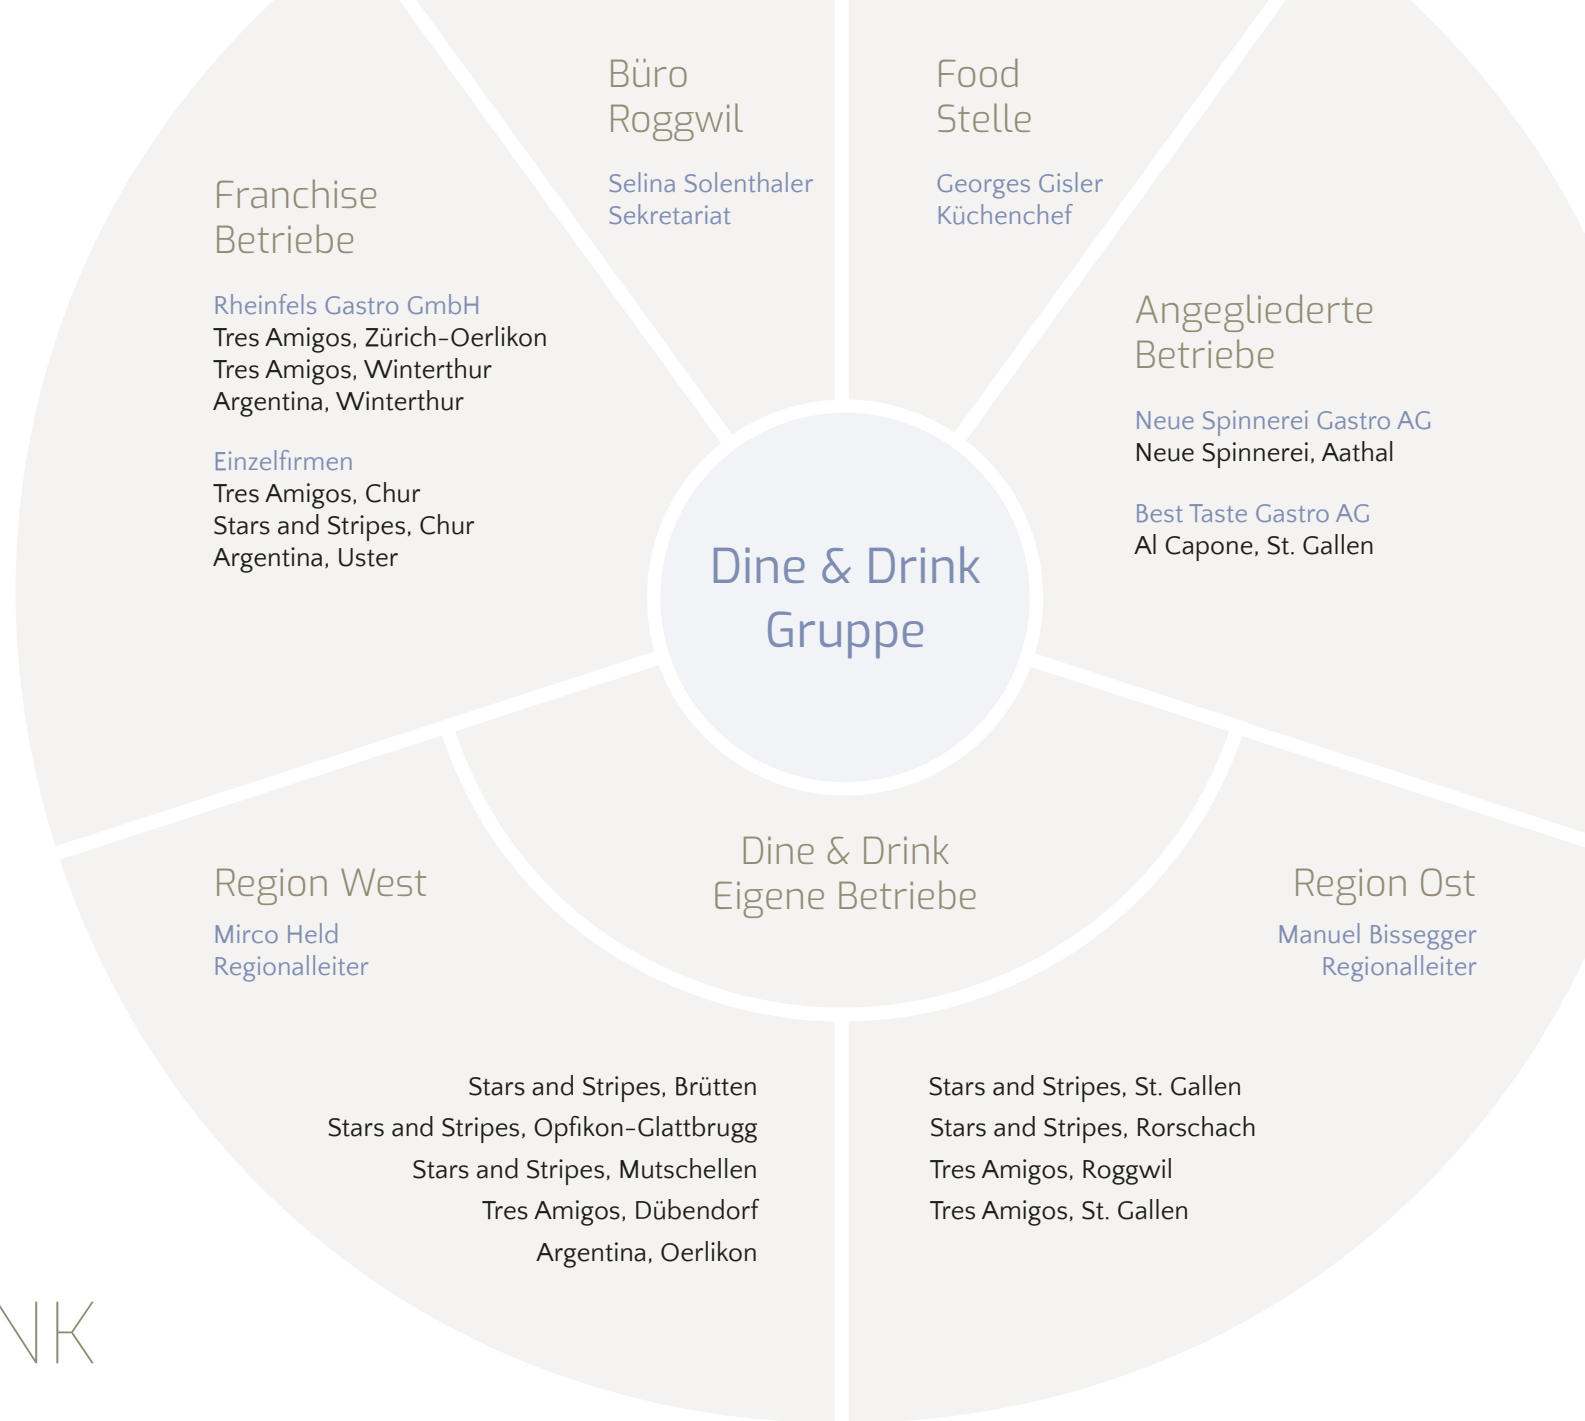 Büro
Roggwil
Selina Solenthaler
Sekretariat
Food
Stelle
Georges Gisler
Küchenchef
Franchise
Betriebe
Rheinfels Gastro GmbH
Tres Amigos, Zürich-Oerlikon
Tres Amigos, Winterthur
Argentina, Winterthur
Einzelfirmen
Tres Amigos, Chur
Stars and Stripes, Chur
Argentina, Uster
Angegliederte
Betriebe
Neue Spinnerei Gastro AG
Neue Spinnerei, Aathal
Best Taste Gastro AG
Al Capone, St. Gallen
Dine & Drink
Gruppe
Dine & Drink
Eigene Betriebe
Region West
Mirco Held
Regionalleiter
Stars and Stripes, Brütten
Stars and Stripes, Opfikon-Glattbrugg
Stars and Stripes, Mutschellen
Tres Amigos, Dübendorf
Argentina, Oerlikon
Region Ost
Manuel Bissegger
Regionalleiter
Stars and Stripes, St. Gallen
Stars and Stripes, Rorschach
Tres Amigos, Roggwil
Tres Amigos, St. Gallen